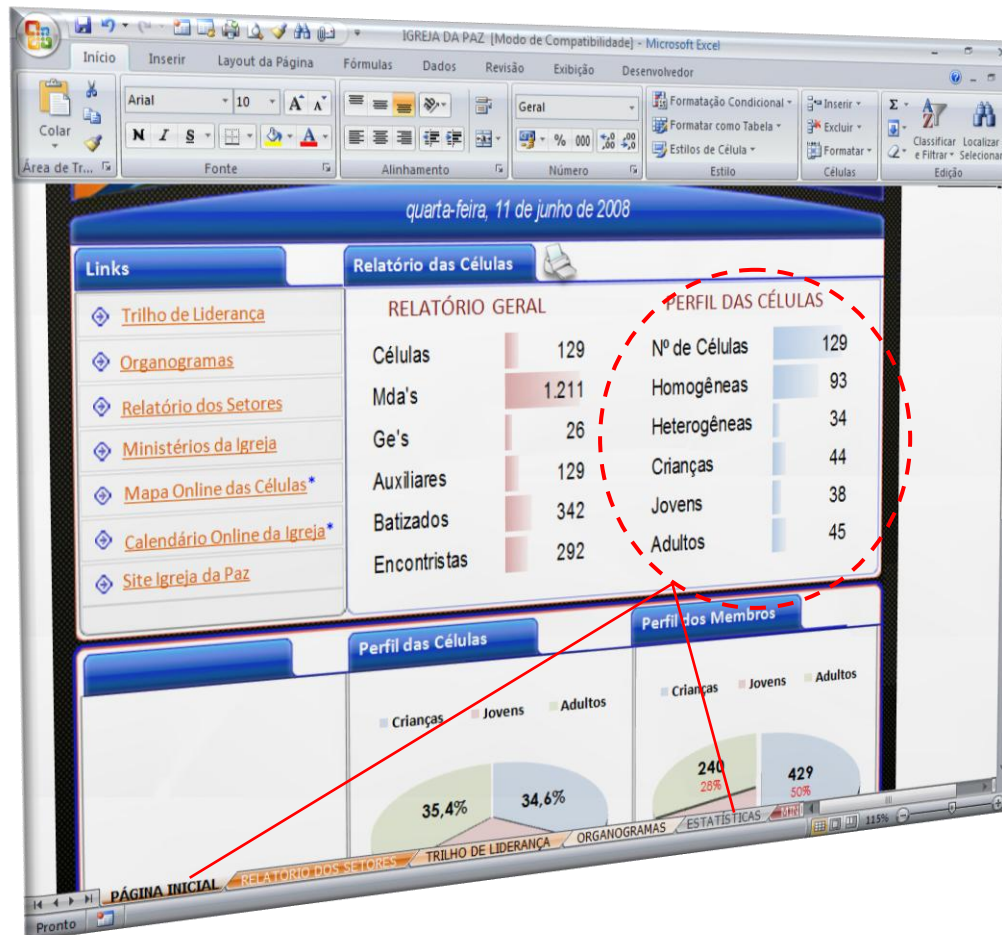 IGREJA DA PAZ [Modo de Compatibilidade] - Microsoft Excel
Início Inserir Layout da Página Fórmulas Dados Revisão Exibição Desenvolvedor
Colar
Arial 10
Geral
N I S
% 000
Formatação Condicional
Formatar como Tabela
Estilos de Célula
Inserir
Excluir
Formatar
Classificar e Filtrar
Localizar Selecionar
Área de Tr... Fonte Alinhamento Número Estilo Células Edição
quarta-feira, 11 de junho de 2008
Links
Trilho de Liderança
Organogramas
Relatório dos Setores
Ministérios da Igreja
Mapa Online das Células*
Calendário Online da Igreja*
Site Igreja da Paz
Relatório das Células
RELATÓRIO GERAL
Células 129
Mda's 1.211
Ge's 26
Auxiliares 129
Batizados 342
Encontristas 292
PERFIL DAS CÉLULAS
Nº de Células 129
Homogêneas 93
Heterogêneas 34
Crianças 44
Jovens 38
Adultos 45
Perfil das Células
Crianças Jovens Adultos
35,4% 34,6%
Perfil dos Membros
Crianças Jovens Adultos
240
28%
429
50%
PÁGINA INICIAL RELATÓRIO DOS SETORES TRILHO DE LIDERANÇA ORGANOGRAMAS ESTATÍSTICAS
Pronto
115%